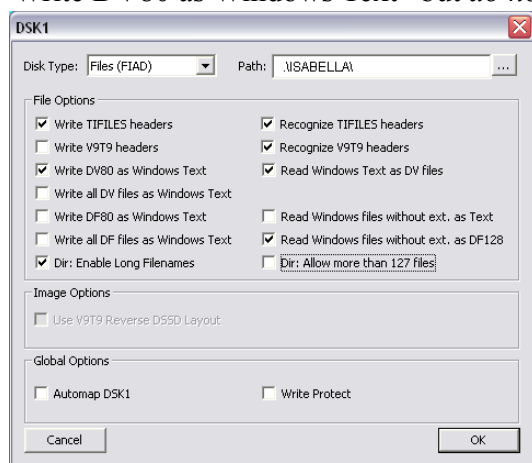 Write DV80 as Windows Text
DSK1
Disk Type: Files (FIAD) Path: .\ISABELLA\ ...
File Options
Write TIFILES headers Recognize TIFILES headers
Write V9T9 headers Recognize V9T9 headers
Write DV80 as Windows Text Read Windows Text as DV files
Write all DV files as Windows Text
Write DF80 as Windows Text Read Windows files without ext. as Text
Write all DF files as Windows Text Read Windows files without ext. as DF128
Dir: Enable Long Filenames Dir: Allow more than 127 files
Image Options
Use V9T9 Reverse DSSD Layout
Global Options
Automap DSK1 Write Protect
Cancel OK